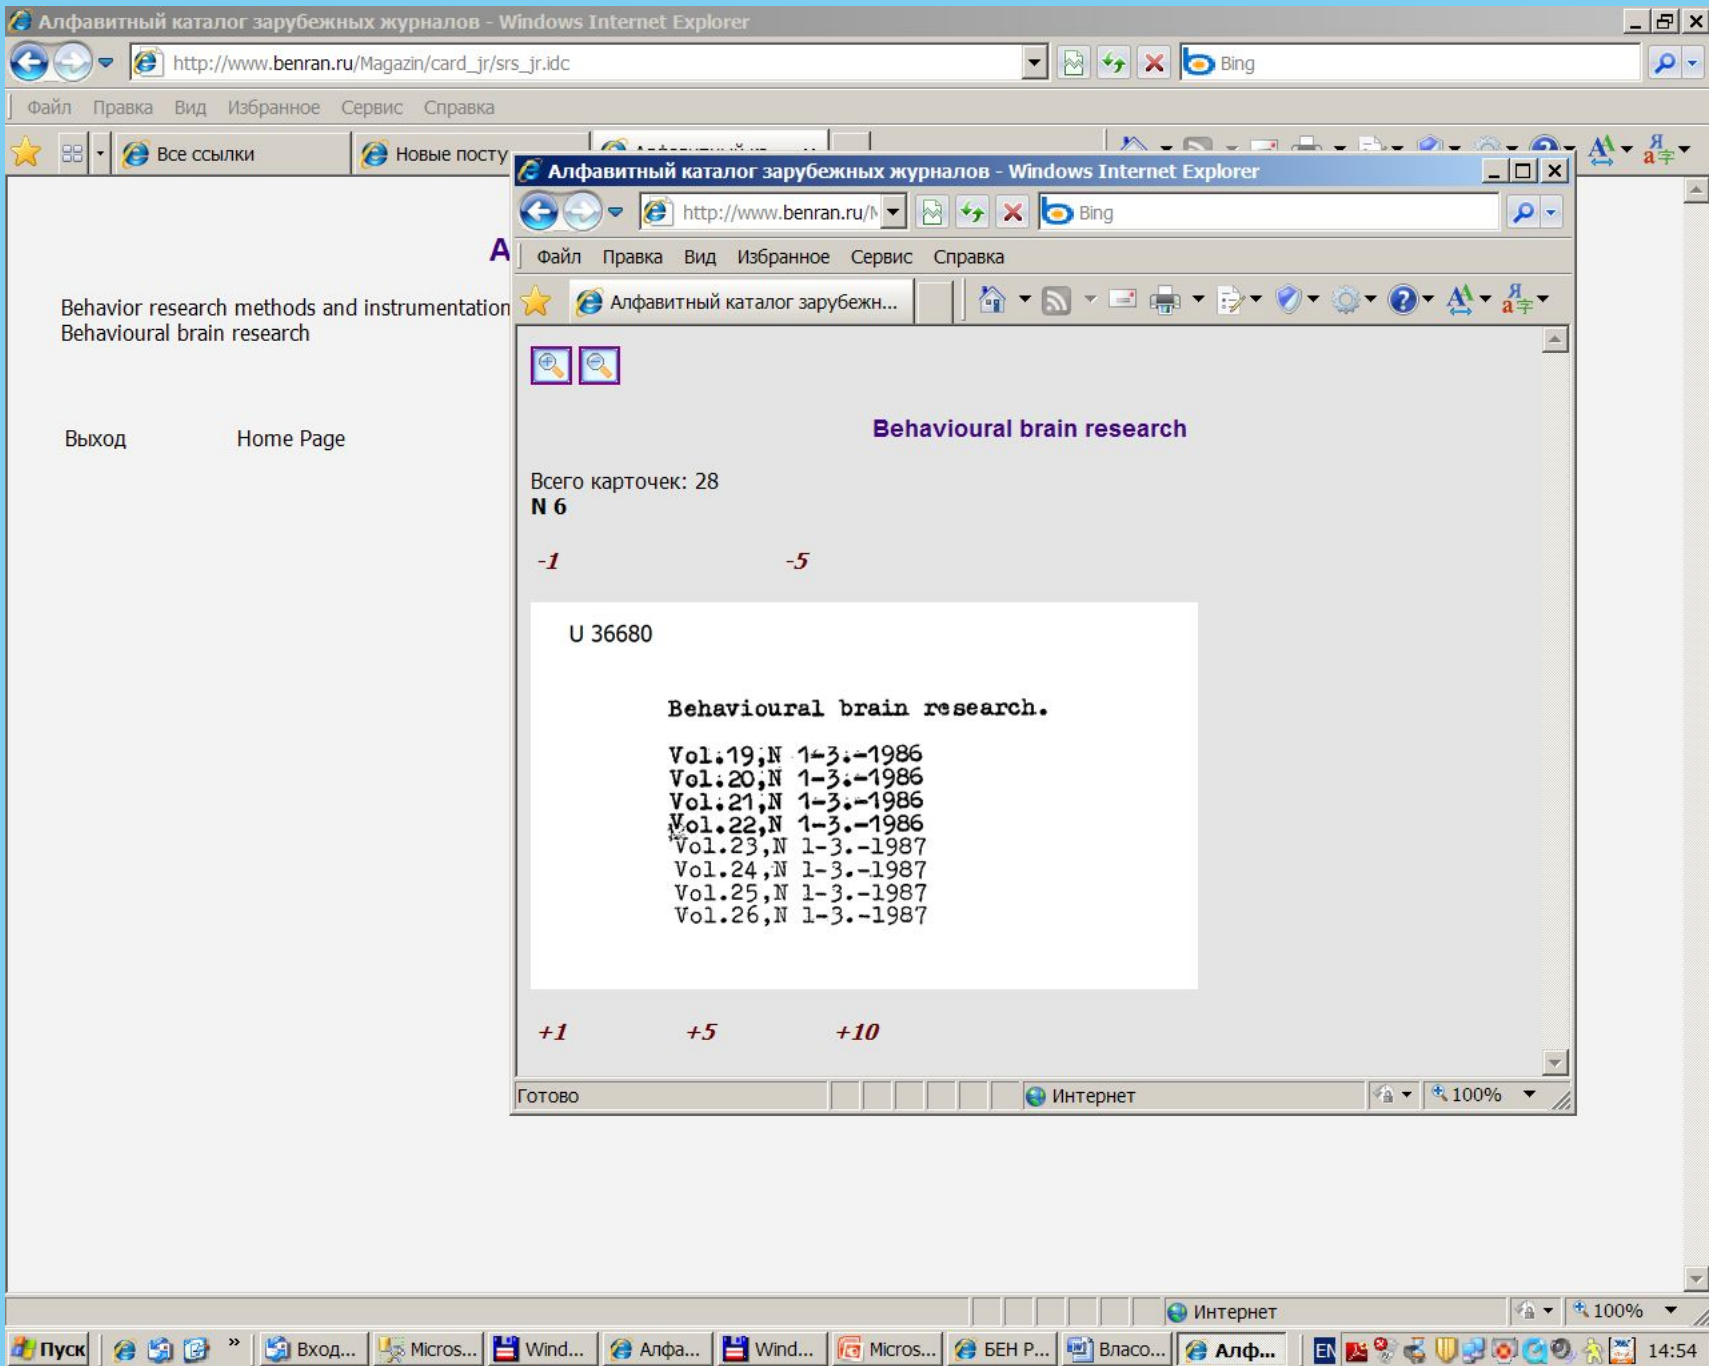 Алфавитный каталог зарубежных журналов - Windows Internet Explorer
http://www.benran.ru/Magazin/card_jr/srs_jr.idc
Bing
Файл Правка Вид Избранное Сервис Справка
Все ссылки
Новые посту
Behavior research methods and instrumentation
Behavioural brain research
Выход Home Page
Алфавитный каталог зарубежных журналов - Windows Internet Explorer
http://www.benran.ru/
Bing
Файл Правка Вид Избранное Сервис Справка
Алфавитный каталог зарубежн...
Behavioural brain research
Всего карточек: 28
N 6
-1 -5
U 36680
Behavioural brain research.
Vol.19,N 1-3.-1986
Vol.20,N 1-3.-1986
Vol.21,N 1-3.-1986
Vol.22,N 1-3.-1986
Vol.23,N 1-3.-1987
Vol.24,N 1-3.-1987
Vol.25,N 1-3.-1987
Vol.26,N 1-3.-1987
+1 +5 +10
Готово Интернет 100%
Интернет 100%
Пуск » Вход... Micros... Wind... Алфа... Wind... Micros... БЕН Р... Власо... Алф... EN 14:54